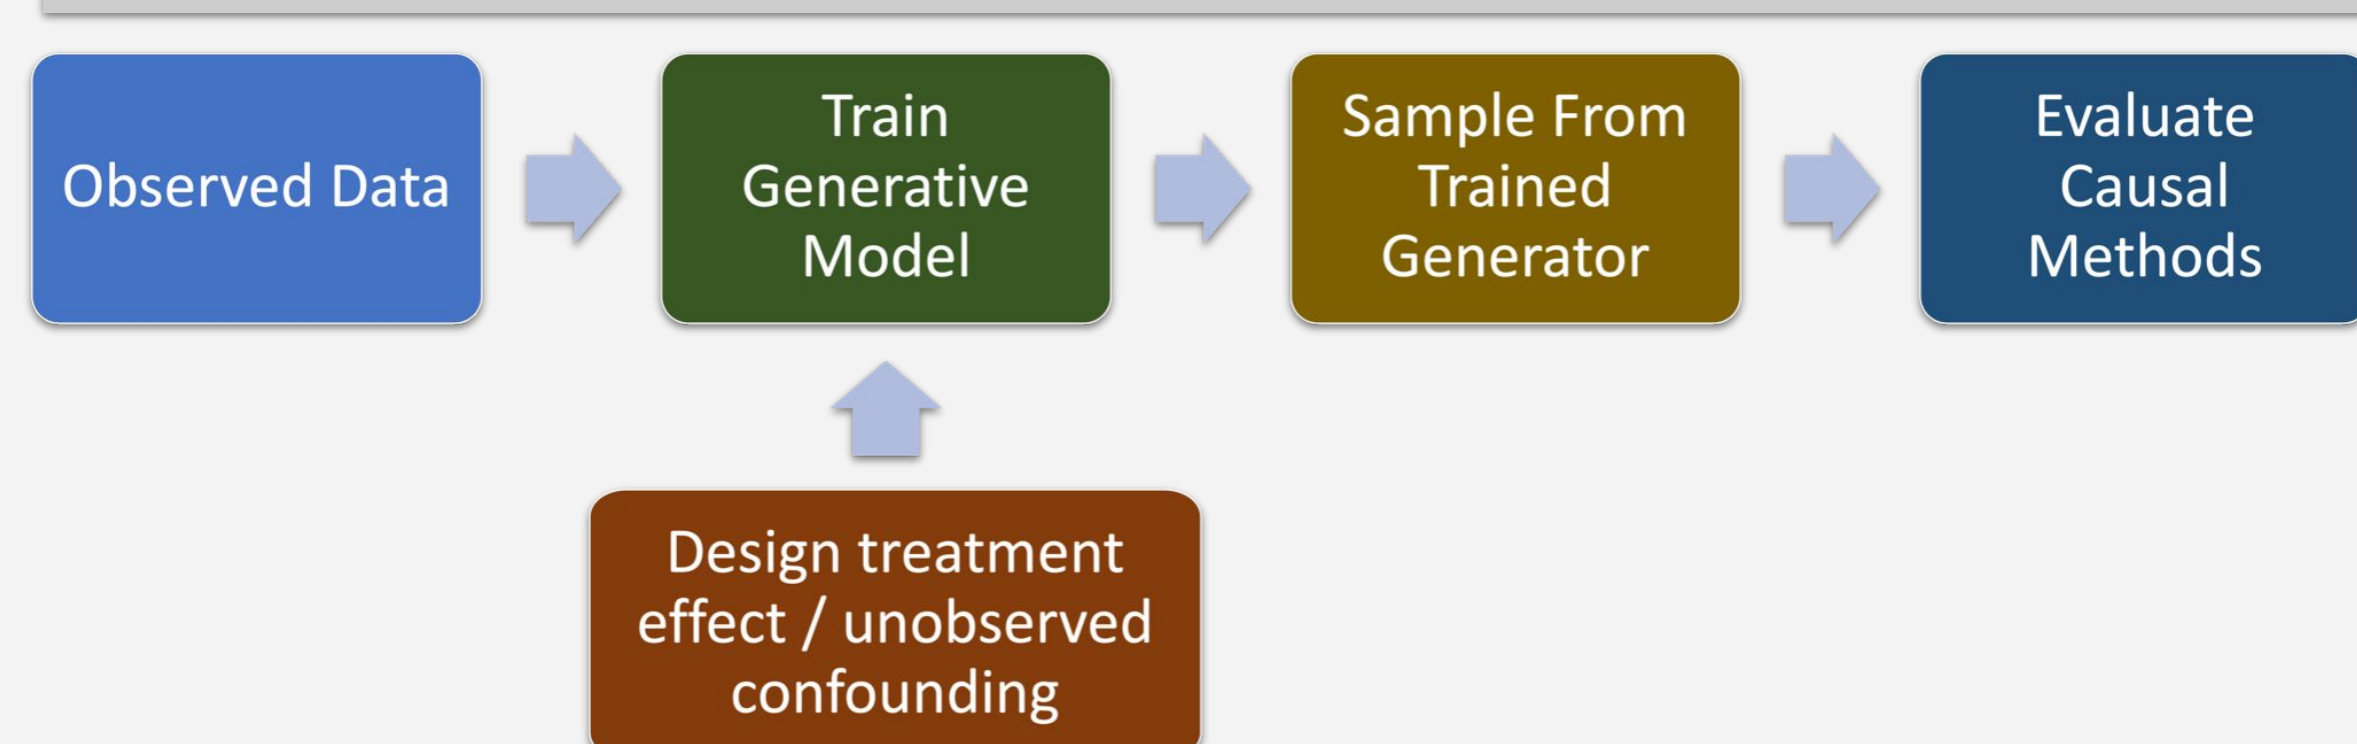 Observed Data
Train
Generative
Model
Sample From
Trained
Generator
Evaluate
Causal
Methods
Design treatment
effect / unobserved
confounding